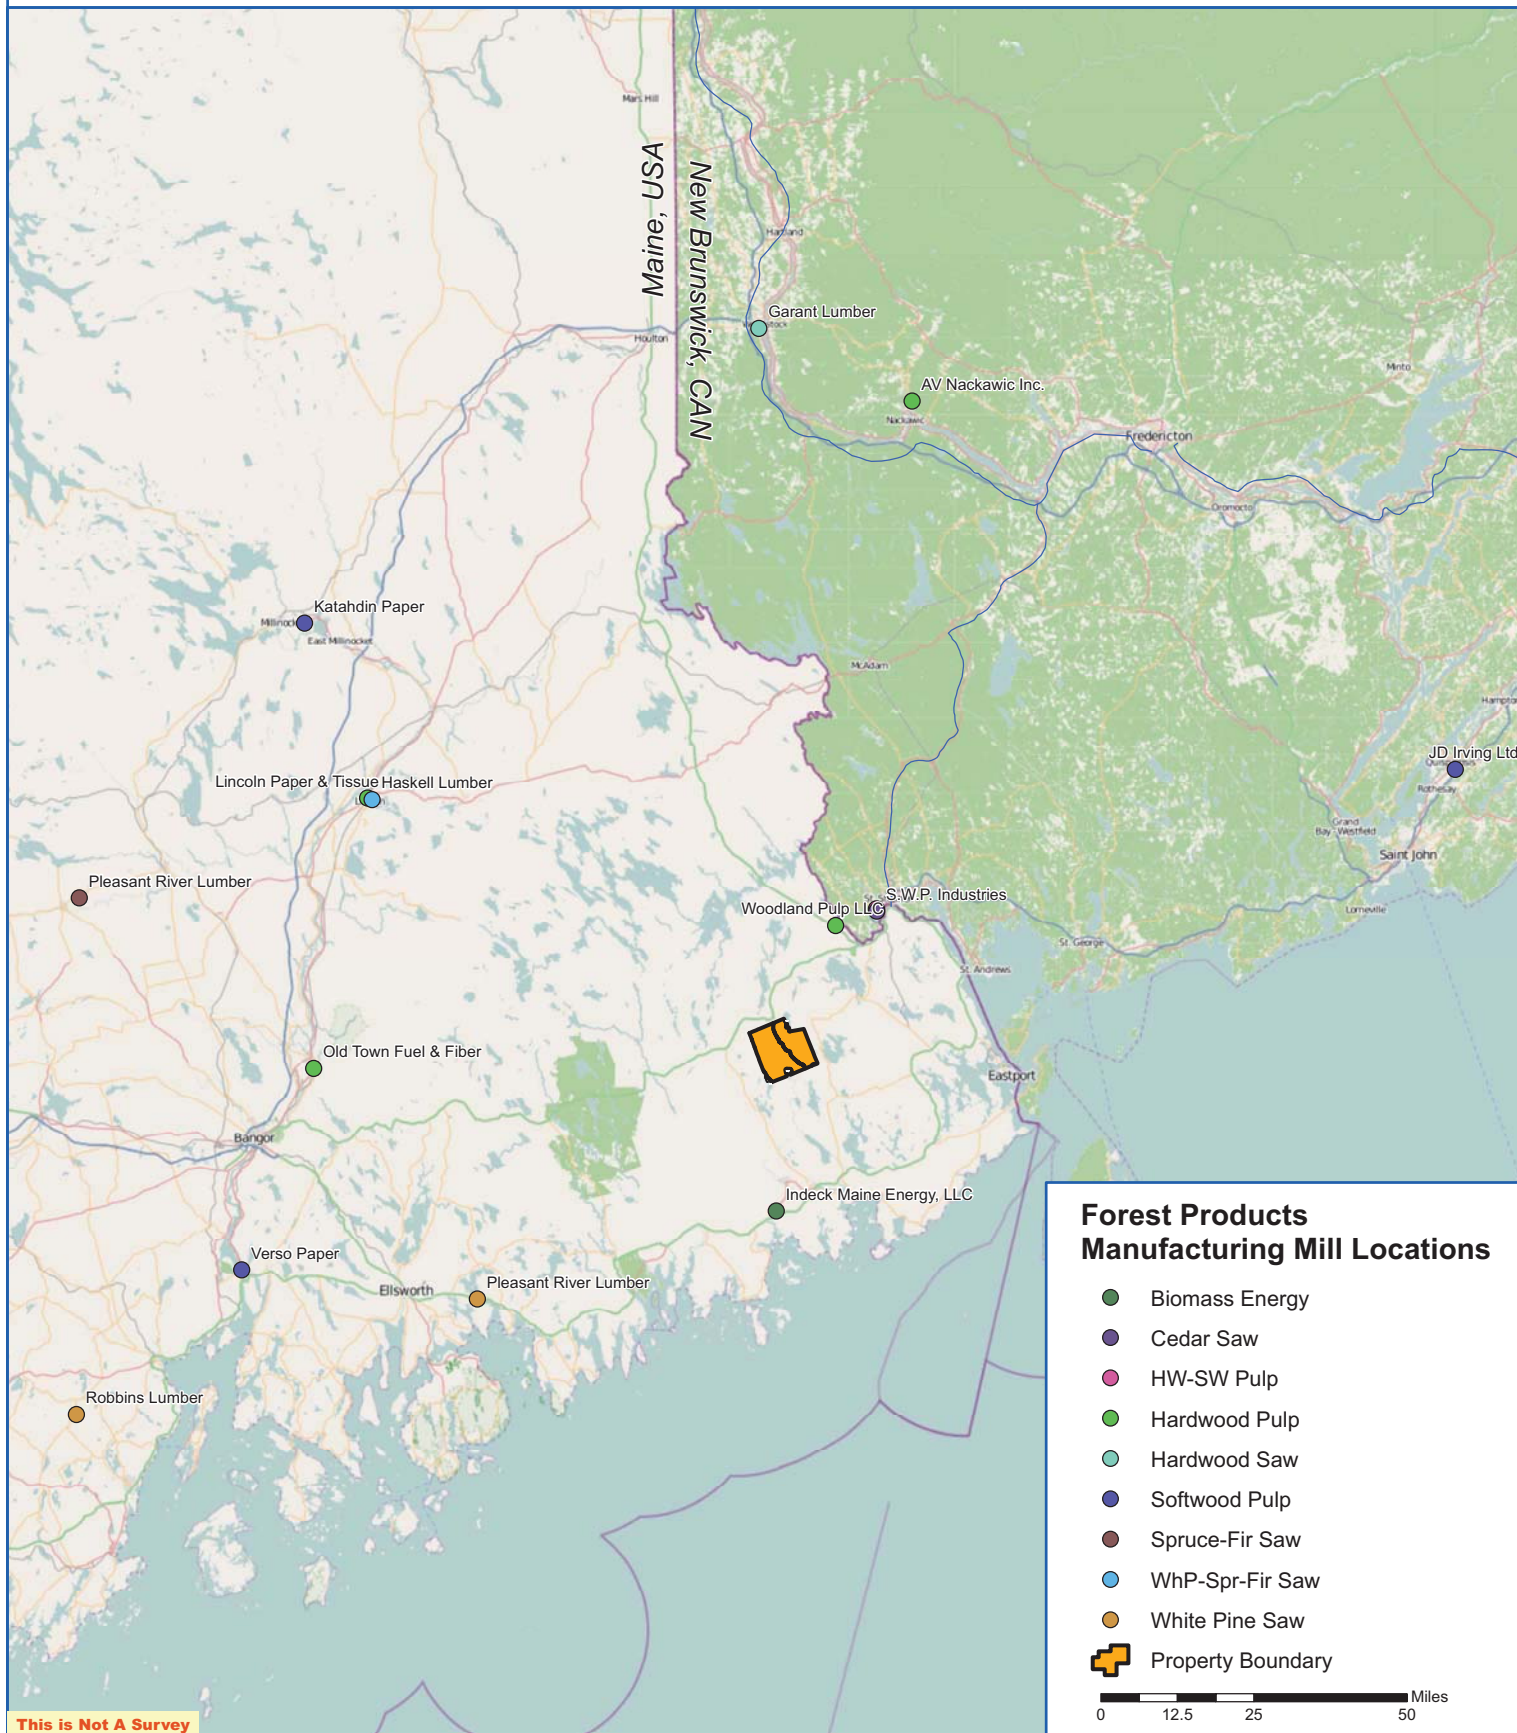 Mars Hill
Maine, USA
New Brunswick, CAN
Hartland
Garant Lumber
Houlton
AV Nackawic Inc.
Nackawic
Minto
Fredericton
Oromocto
Katahdin Paper
East Millinocket
McAdam
Hampto
JD Irving Ltd
Rothesay
Lincoln Paper & Tissue
Haskell Lumber
Grand
Bay-Westfield
Saint John
Pleasant River Lumber
S.W.P. Industries
Woodland Pulp LLC
Lorneville
St. George
St. Andrews
Old Town Fuel & Fiber
Eastport
Bangor
Indeck Maine Energy, LLC
Verso Paper
Ellsworth
Pleasant River Lumber
Robbins Lumber
Forest Products
Manufacturing Mill Locations
Biomass Energy
Cedar Saw
HW-SW Pulp
Hardwood Pulp
Hardwood Saw
Softwood Pulp
Spruce-Fir Saw
WhP-Spr-Fir Saw
White Pine Saw
Property Boundary
Miles
0 12.5 25 50
This is Not A Survey